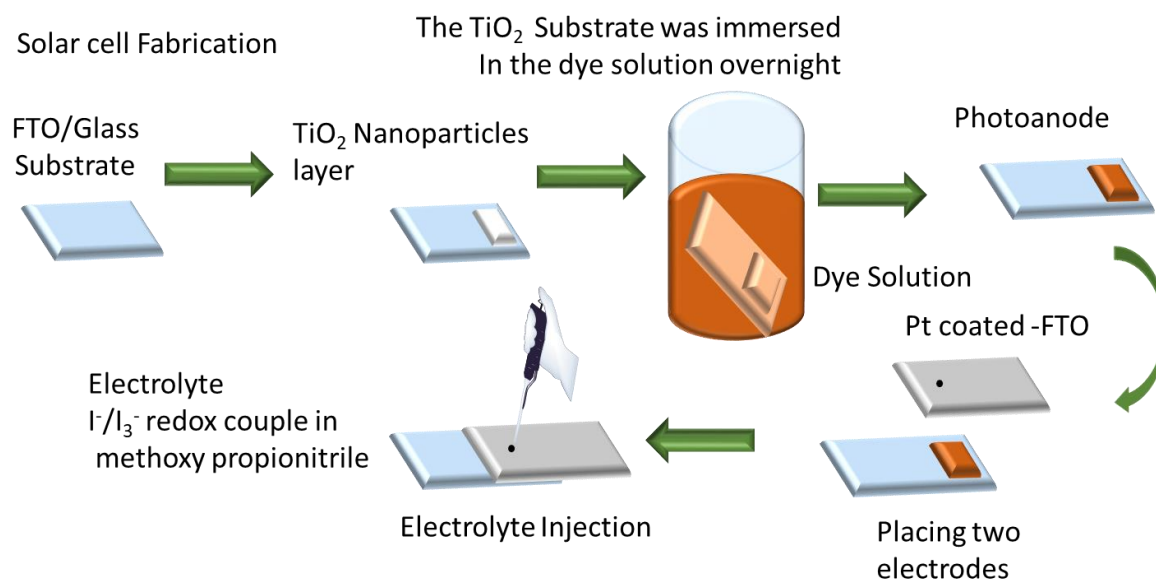 Solar cell Fabrication
The TiO₂ Substrate was immersed
In the dye solution overnight
FTO/Glass
Substrate
TiO₂ Nanoparticles
layer
Photoanode
Dye Solution
Pt coated -FTO
Placing two
electrodes
Electrolyte
I⁻/I₃⁻ redox couple in
methoxy propionitrile
Electrolyte Injection